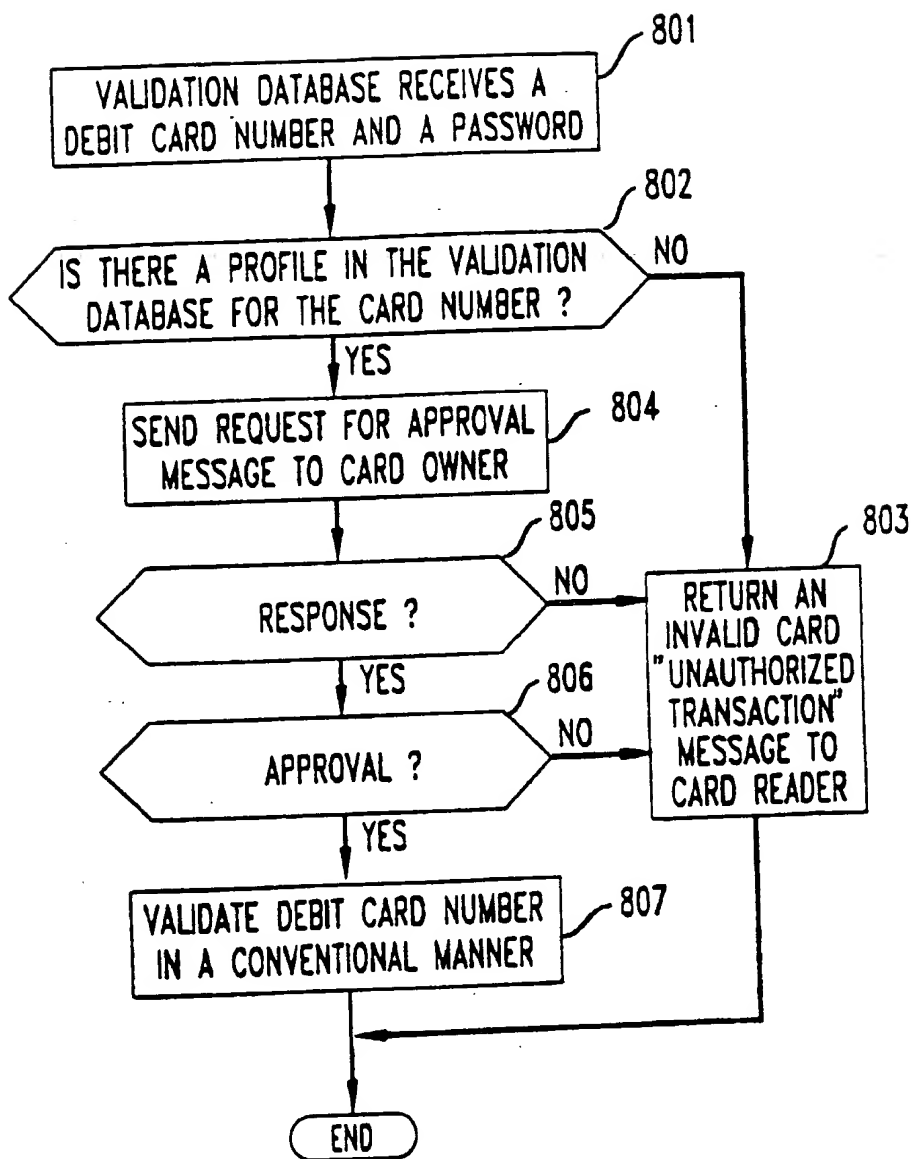 801
VALIDATION DATABASE RECEIVES A
DEBIT CARD NUMBER AND A PASSWORD
802
IS THERE A PROFILE IN THE VALIDATION
DATABASE FOR THE CARD NUMBER ?
NO
YES
SEND REQUEST FOR APPROVAL
MESSAGE TO CARD OWNER
804
805
RESPONSE ?
NO
YES
803
RETURN AN
INVALID CARD
"UNAUTHORIZED
TRANSACTION"
MESSAGE TO
CARD READER
806
APPROVAL ?
NO
YES
VALIDATE DEBIT CARD NUMBER
IN A CONVENTIONAL MANNER
807
END